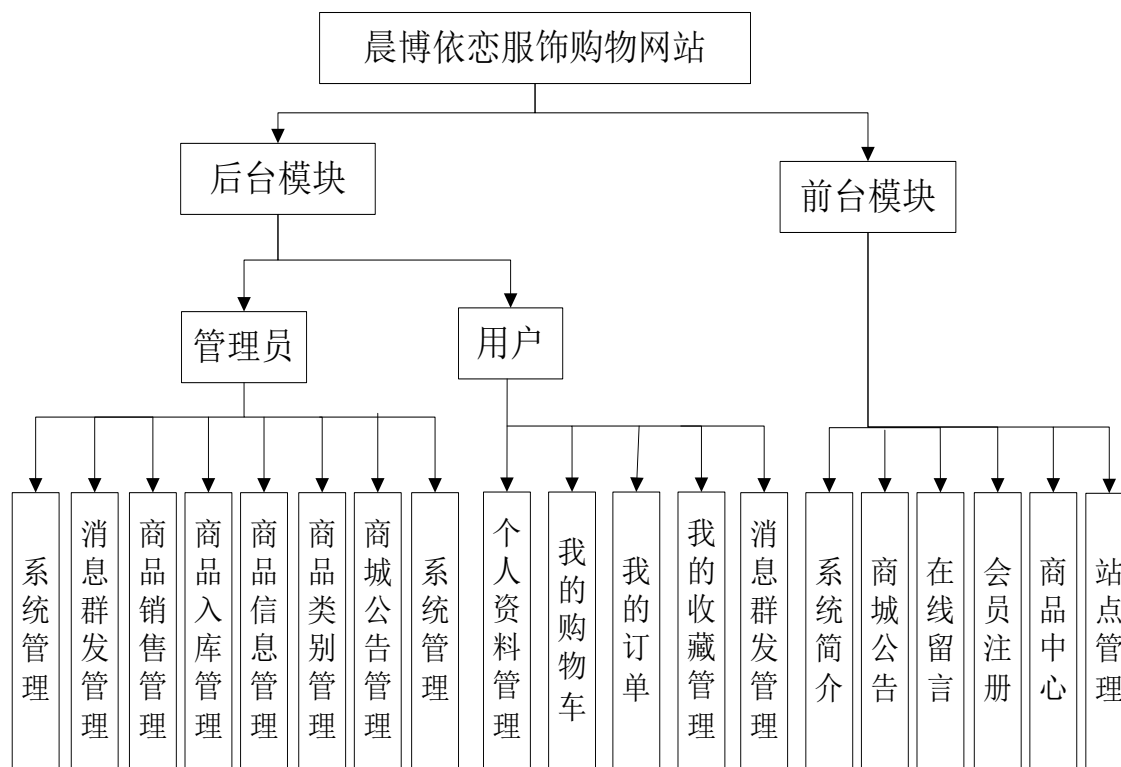 晨博依恋服饰购物网站
后台模块
前台模块
管理员
用户
系统管理
消息群发管理
商品销售管理
商品入库管理
商品信息管理
商品类别管理
商城公告管理
系统管理
个人资料管理
我的购物车
我的订单
我的收藏管理
消息群发管理
系统简介
商城公告
在线留言
会员注册
商品中心
站点管理